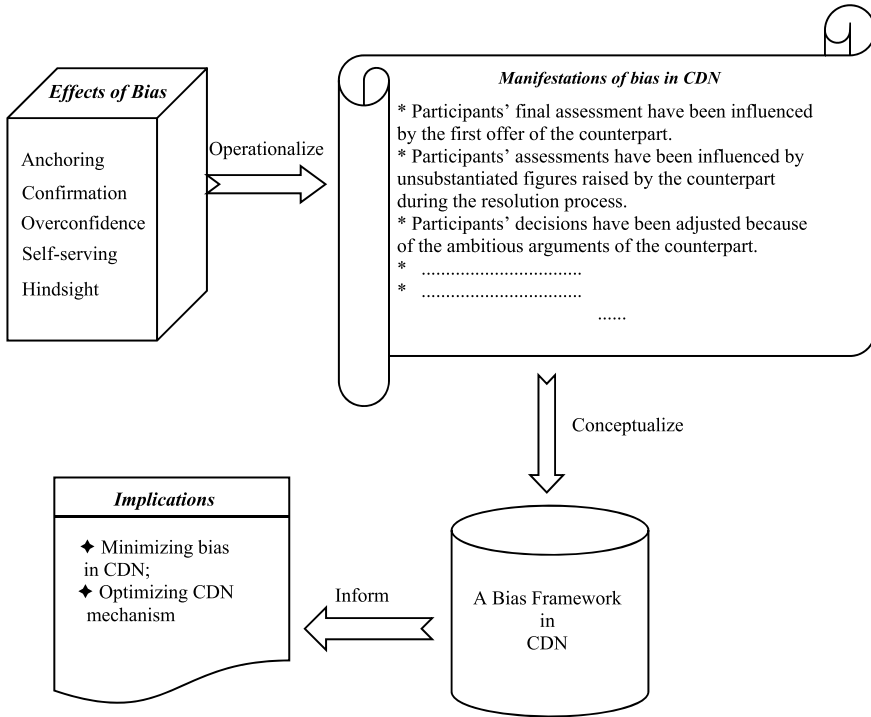 Effects of Bias
Anchoring
Confirmation
Overconfidence
Self-serving
Hindsight
Operationalize
Manifestations of bias in CDN
* Participants’ final assessment have been influenced
by the first offer of the counterpart.
* Participants’ assessments have been influenced by
unsubstantiated figures raised by the counterpart
during the resolution process.
* Participants’ decisions have been adjusted because
of the ambitious arguments of the counterpart.
* .................................
* .................................
......
Conceptualize
A Bias Framework
in
CDN
Inform
Implications
✦ Minimizing bias
in CDN;
✦ Optimizing CDN
mechanism